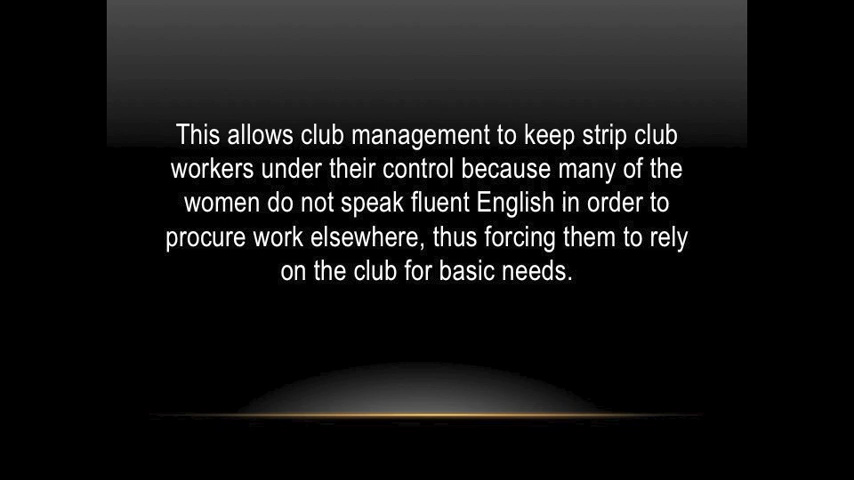 This allows club management to keep strip club
workers under their control because many of the
women do not speak fluent English in order to
procure work elsewhere, thus forcing them to rely
on the club for basic needs.